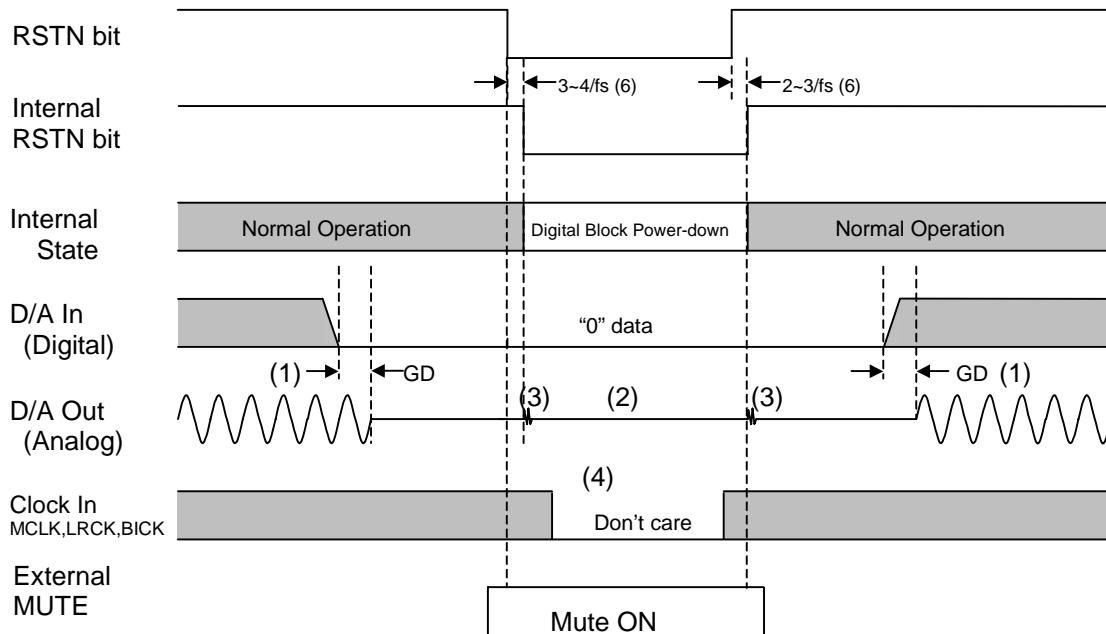 RSTN bit
3~4/fs (6)
2~3/fs (6)
Internal
RSTN bit
Internal
State
Normal Operation
Digital Block Power-down
Normal Operation
D/A In
(Digital)
“0” data
(1)
GD
GD
(1)
D/A Out
(Analog)
(3)
(2)
(3)
(4)
Clock In
MCLK,LRCK,BICK
Don’t care
External
MUTE
Mute ON